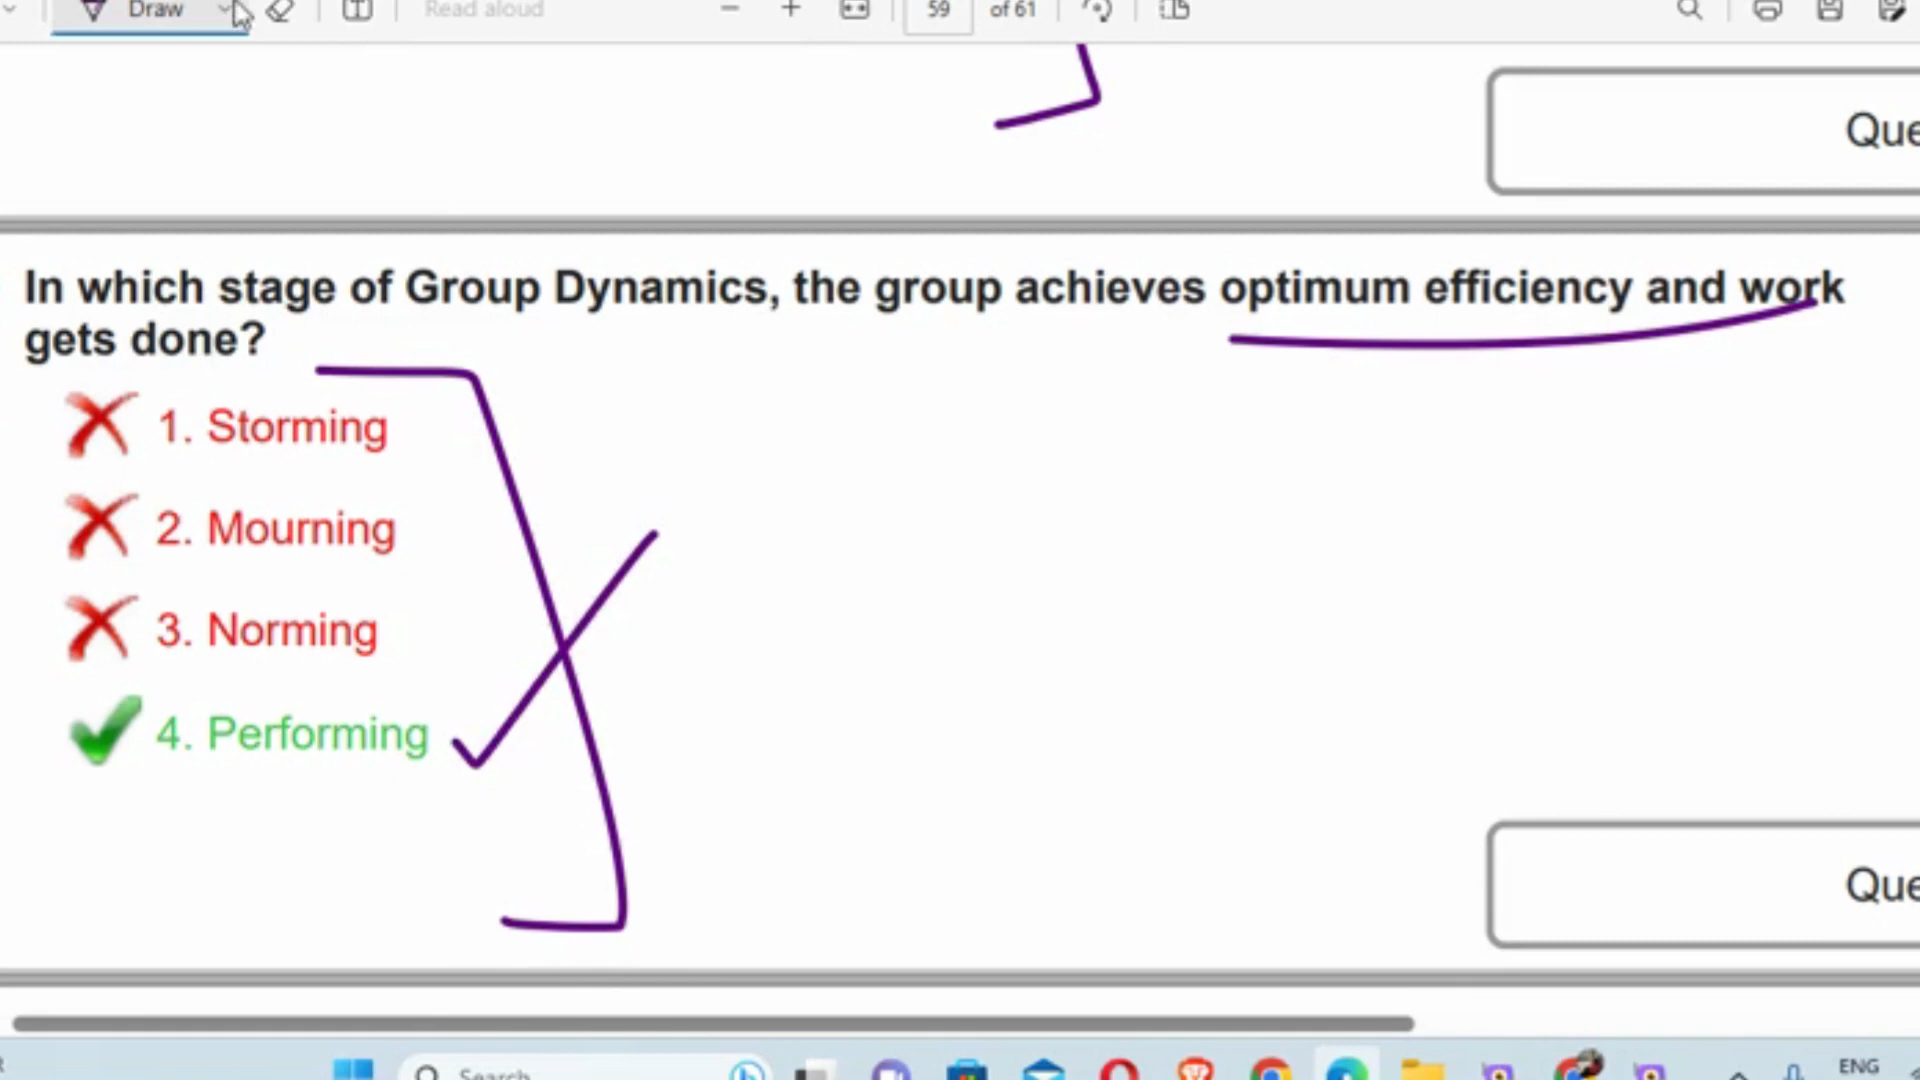 Draw
Read aloud
59
of 61
Que
In which stage of Group Dynamics, the group achieves optimum efficiency and work
gets done?
1. Storming
2. Mourning
3. Norming
4. Performing
Que
Search
ENG